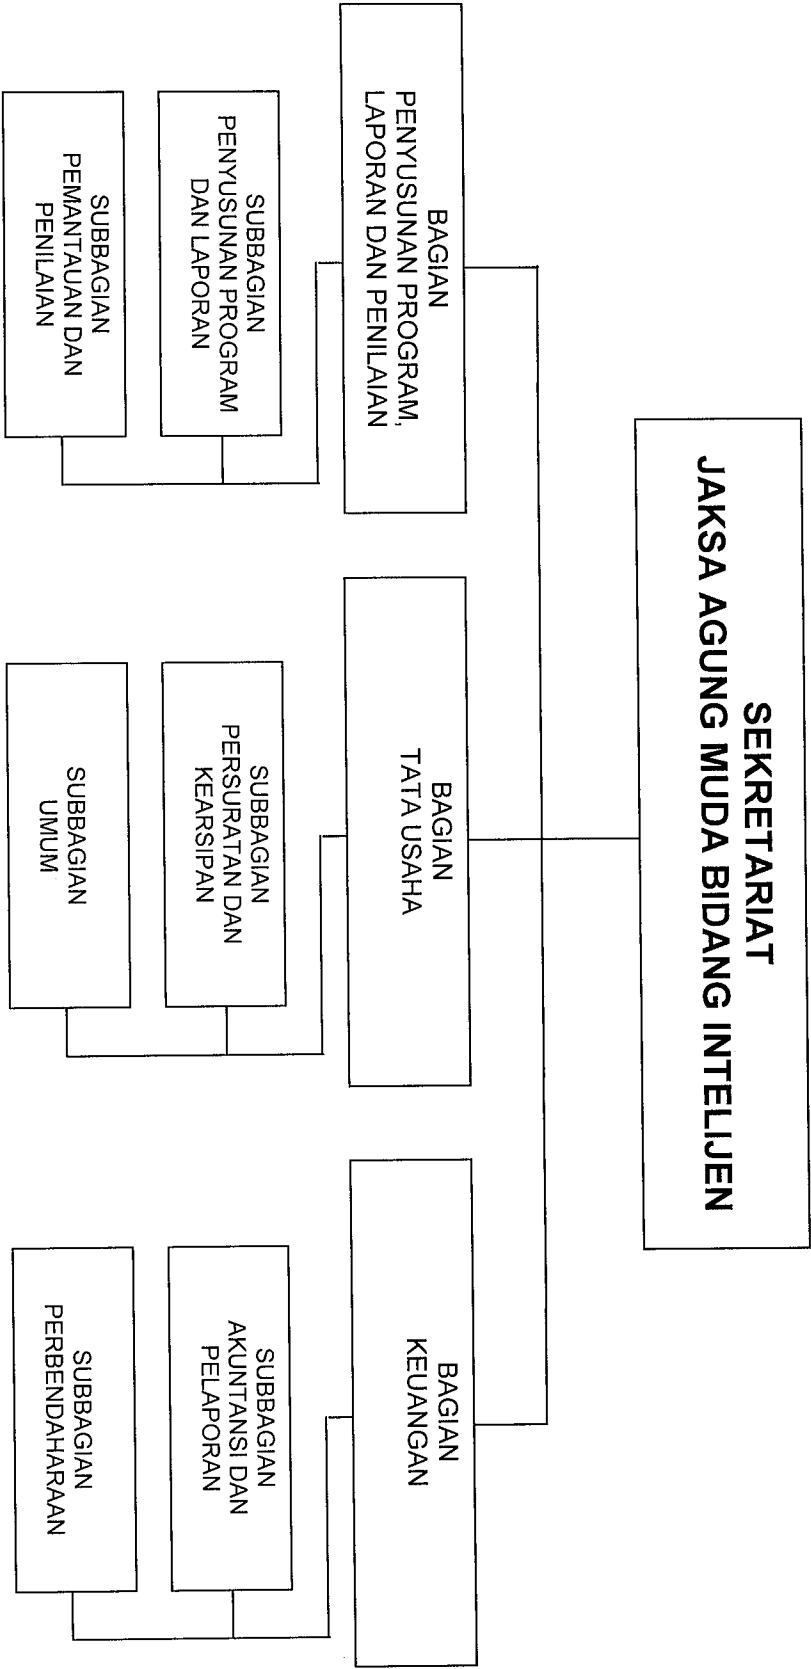 SEKRETARIAT
JAKSA AGUNG MUDA BIDANG INTELIJEN
BAGIAN
PENYUSUNAN PROGRAM,
LAPORAN DAN PENILAIAN
SUBBAGIAN
PENYUSUNAN PROGRAM
DAN LAPORAN
SUBBAGIAN
PEMANTAUAN DAN
PENILAIAN
BAGIAN
TATA USAHA
SUBBAGIAN
PERSURATAN DAN
KEARSIPAN
SUBBAGIAN
UMUM
BAGIAN
KEUANGAN
SUBBAGIAN
AKUNTANSI DAN
PELAPORAN
SUBBAGIAN
PERBENDAHARAAN